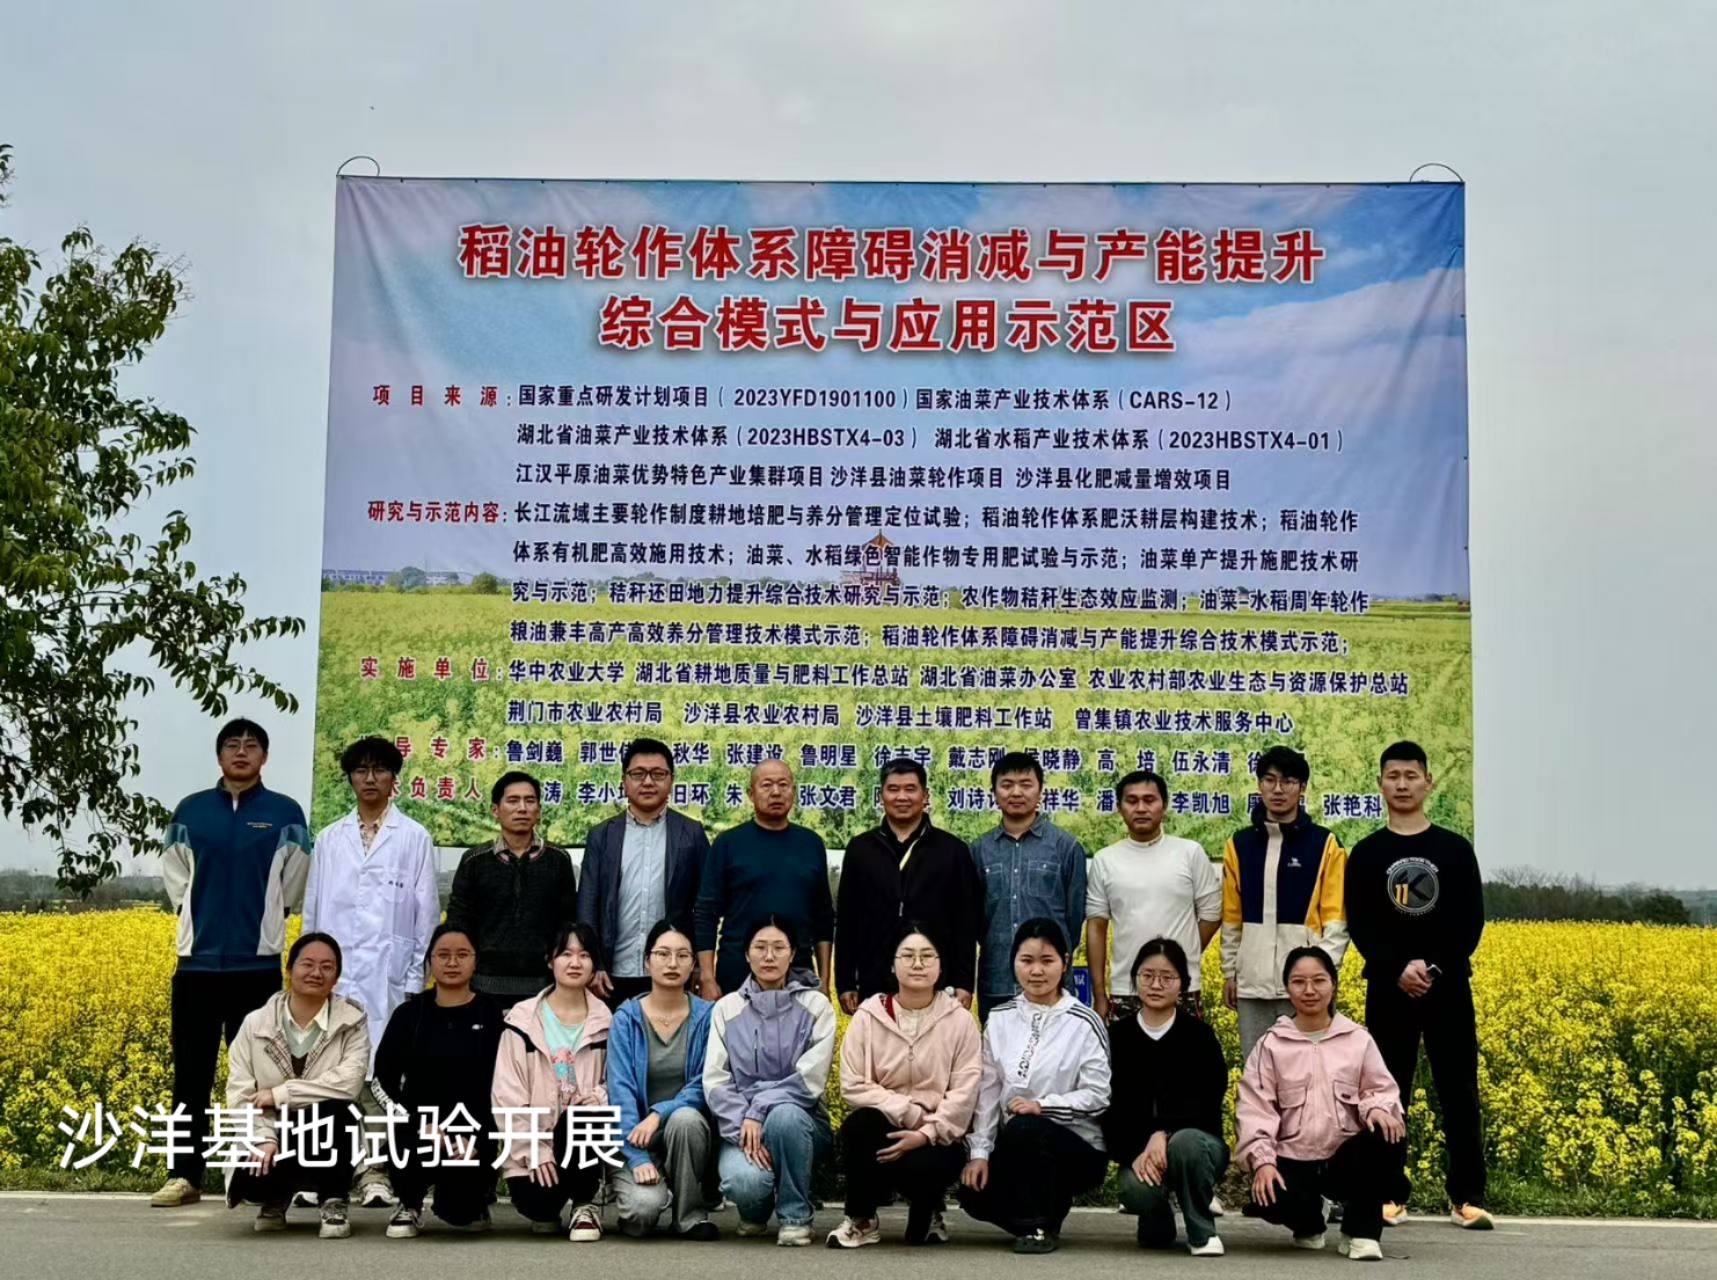 稻油轮作体系障碍消减与产能提升
综合模式与应用示范区
项目来源：国家重点研发计划项目（2023YFD1901100）国家油菜产业技术体系（CARS-12）
湖北省油菜产业技术体系（2023HBSTX4-03） 湖北省水稻产业技术体系（2023HBSTX4-01）
江汉平原油菜优势特色产业集群项目 沙洋县油菜轮作项目 沙洋县化肥减量增效项目
研究与示范内容：长江流域主要轮作制度耕地培肥与养分管理定位试验；稻油轮作体系肥沃耕层构建技术；稻油轮作
体系有机肥高效施用技术；油菜、水稻绿色智能作物专用肥试验与示范；油菜单产提升施肥技术研
究与示范；秸秆还田地力提升综合技术研究与示范；农作物秸秆生态效应监测；油菜-水稻周年轮作
粮油兼丰高产高效养分管理技术模式示范；稻油轮作体系障碍消减与产能提升综合技术模式示范；
实施单位：华中农业大学 湖北省耕地质量与肥料工作总站 湖北省油菜办公室 农业农村部农业生态与资源保护总站
荆门市农业农村局 沙洋县农业农村局 沙洋县土壤肥料工作站 曾集镇农业技术服务中心
导专家：鲁剑巍 郭世 秋华 张建设 鲁明星 徐 宇 戴志刚 晓静 高 培 伍永清 徐
负责人 涛 李小 日环 朱 张文君 刘诗 祥华 潘 李凯旭 张艳科
11
沙洋基地试验开展